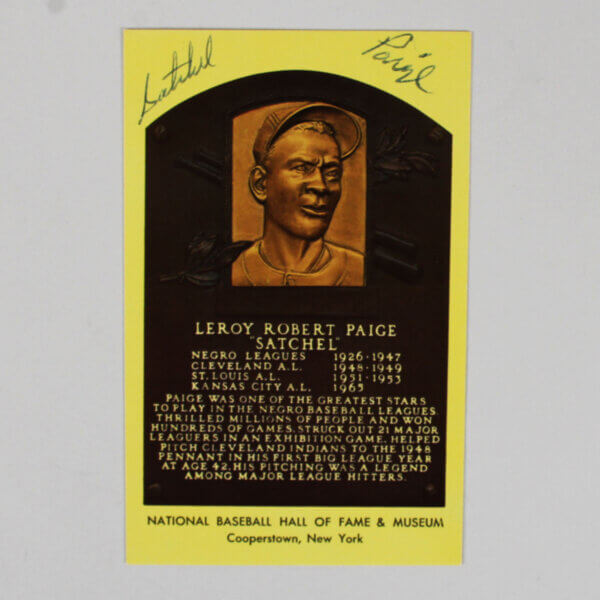 Satchel Paige
LEROY ROBERT PAIGE
"SATCHEL"
NEGRO LEAGUES 1926-1947
CLEVELAND A.L. 1948-1949
ST. LOUIS A.L. 1951-1953
KANSAS CITY A.L. 1965
PAIGE WAS ONE OF THE GREATEST STARS
TO PLAY IN THE NEGRO BASEBALL LEAGUES.
THRILLED MILLIONS OF PEOPLE AND WON
HUNDREDS OF GAMES. STRUCK OUT 21 MAJOR
LEAGUERS IN AN EXHIBITION GAME. HELPED
PITCH CLEVELAND INDIANS TO THE 1948
PENNANT IN HIS FIRST BIG LEAGUE YEAR
AT AGE 42. HIS PITCHING WAS A LEGEND
AMONG MAJOR LEAGUE HITTERS.
NATIONAL BASEBALL HALL OF FAME & MUSEUM
Cooperstown, New York